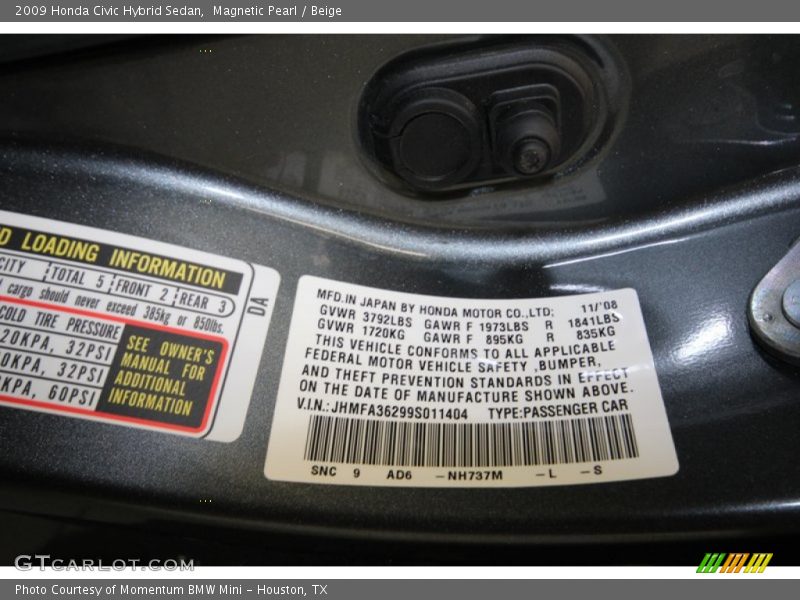 2009 Honda Civic Hybrid Sedan, Magnetic Pearl / Beige
D LOADING INFORMATION
CITY TOTAL 5 FRONT 2 REAR 3
cargo should never exceed 385kg or 850lbs.
COLD TIRE PRESSURE
20KPA, 32PSI
0KPA, 32PSI
KPA, 60PSI
SEE OWNER'S
MANUAL FOR
ADDITIONAL
INFORMATION
DA
MFD.IN JAPAN BY HONDA MOTOR CO.,LTD; 11/'08
GVWR 3792LBS GAWR F 1973LBS R 1841LBS
GVWR 1720KG GAWR F 895KG R 835KG
THIS VEHICLE CONFORMS TO ALL APPLICABLE
FEDERAL MOTOR VEHICLE SAFETY ,BUMPER,
AND THEFT PREVENTION STANDARDS IN EFFECT
ON THE DATE OF MANUFACTURE SHOWN ABOVE.
V.I.N.:JHMFA36299S011404 TYPE:PASSENGER CAR
SNC 9 AD6 -NH737M -L -S
GTcarlot.com
Photo Courtesy of Momentum BMW Mini - Houston, TX